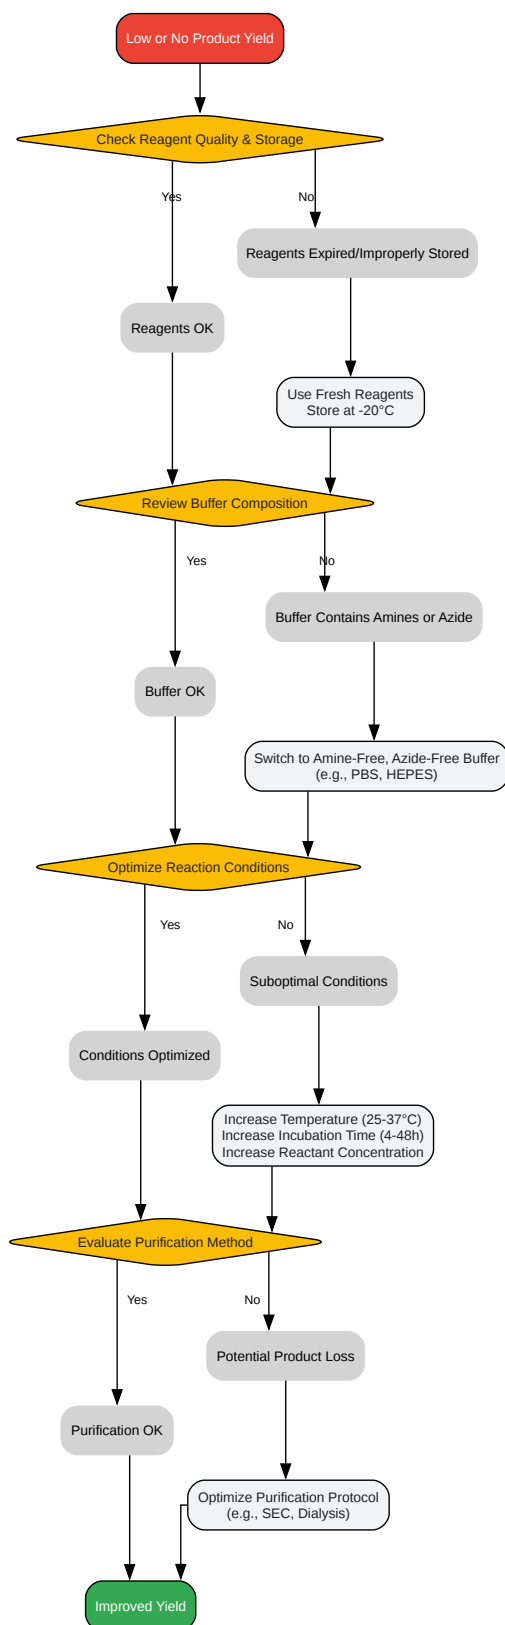 Low or No Product Yield
Check Reagent Quality & Storage
Yes
No
Reagents Expired/Improperly Stored
Reagents OK
Use Fresh Reagents
Store at -20°C
Review Buffer Composition
Yes
No
Buffer Contains Amines or Azide
Buffer OK
Switch to Amine-Free, Azide-Free Buffer
(e.g., PBS, HEPES)
Optimize Reaction Conditions
Yes
No
Suboptimal Conditions
Conditions Optimized
Increase Temperature (25-37°C)
Increase Incubation Time (4-48h)
Increase Reactant Concentration
Evaluate Purification Method
Yes
No
Potential Product Loss
Purification OK
Optimize Purification Protocol
(e.g., SEC, Dialysis)
Improved Yield